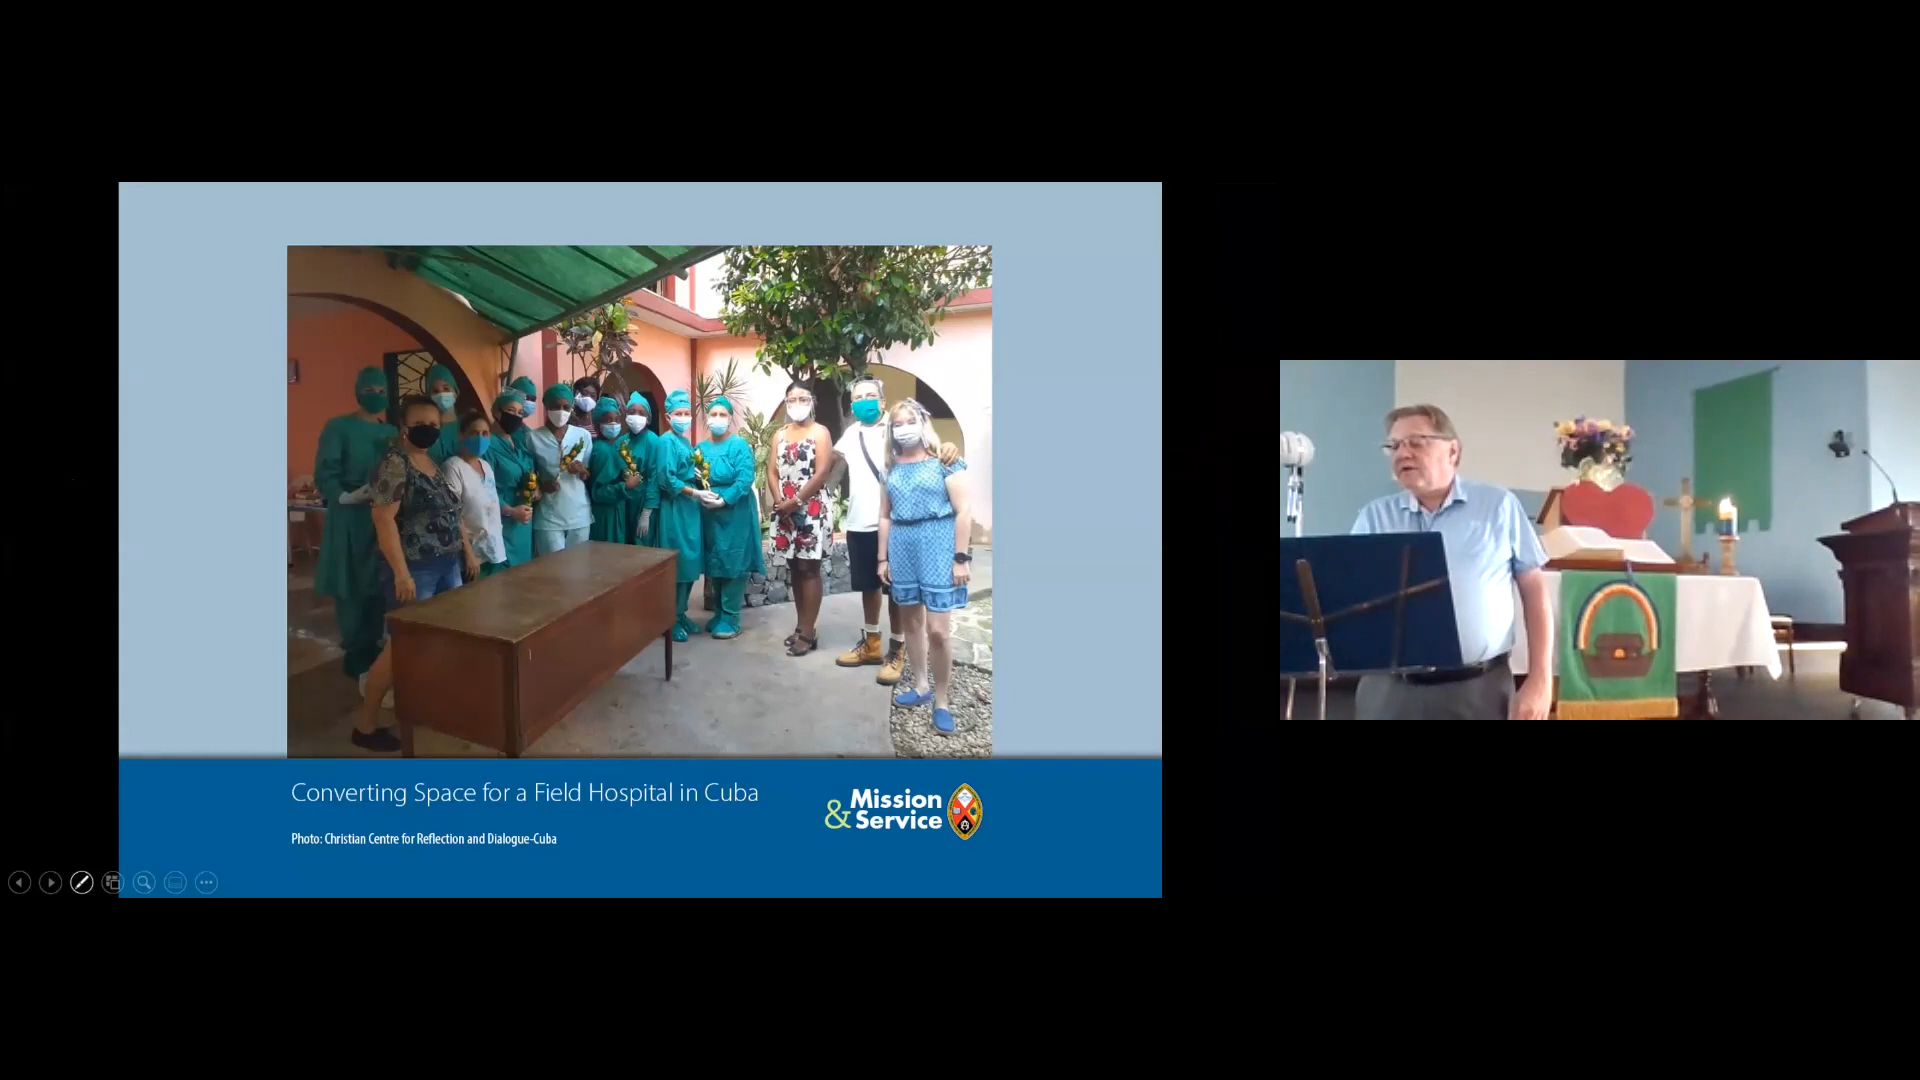 Converting Space for a Field Hospital in Cuba
Photo: Christian Centre for Reflection and Dialogue-Cuba
Mission
& Service